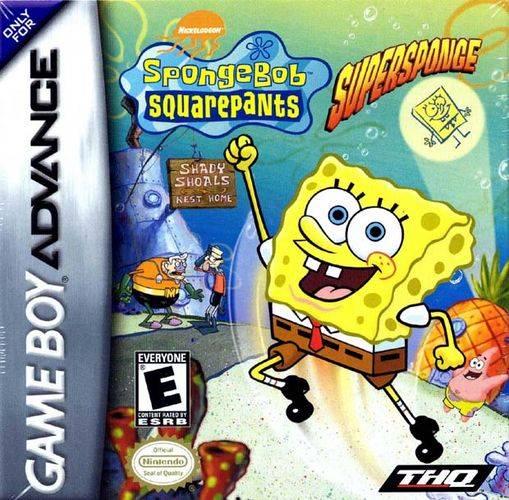 ONLY
FOR
GAME BOY ADVANCE
NICKELODEON
SPONGEBOB
SQUAREPANTS
SUPERSPONGE
SHADY
SHOALS
REST HOME
M
EVERYONE
E
CONTENT RATED BY
ESRB
Official
Nintendo
Seal of Quality
THQ